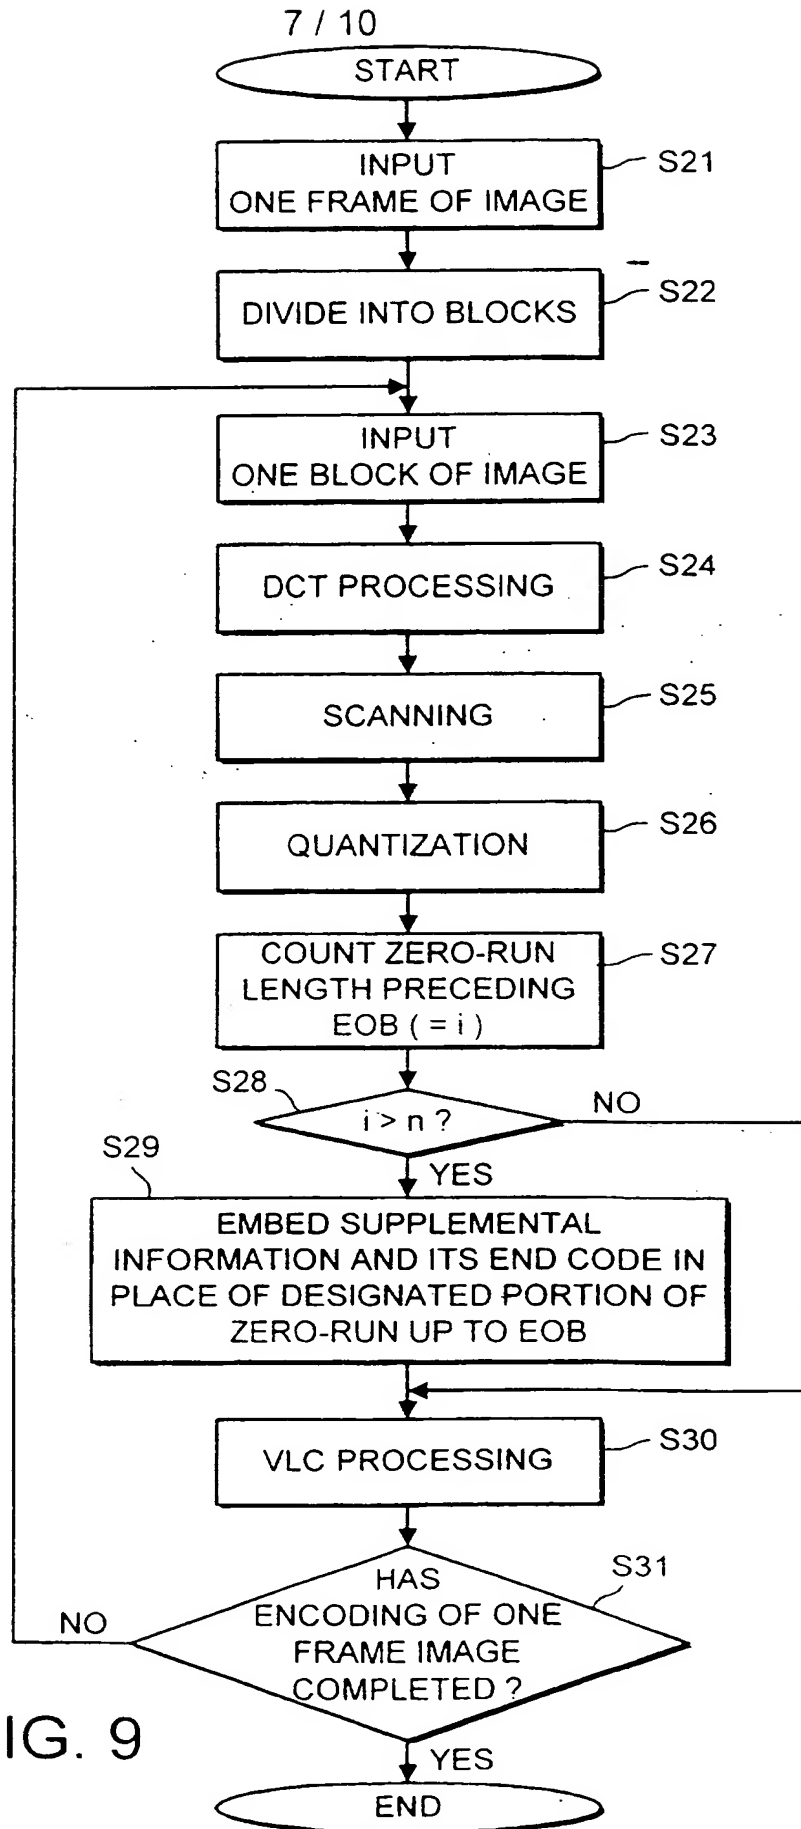 7 / 10
START
INPUT
ONE FRAME OF IMAGE
S21
DIVIDE INTO BLOCKS
S22
INPUT
ONE BLOCK OF IMAGE
S23
DCT PROCESSING
S24
SCANNING
S25
QUANTIZATION
S26
COUNT ZERO-RUN
LENGTH PRECEDING
EOB ( = i )
S27
S28
i > n ?
NO
YES
S29
EMBED SUPPLEMENTAL
INFORMATION AND ITS END CODE IN
PLACE OF DESIGNATED PORTION OF
ZERO-RUN UP TO EOB
VLC PROCESSING
S30
HAS
ENCODING OF ONE
FRAME IMAGE
COMPLETED ?
S31
NO
YES
IG. 9
END